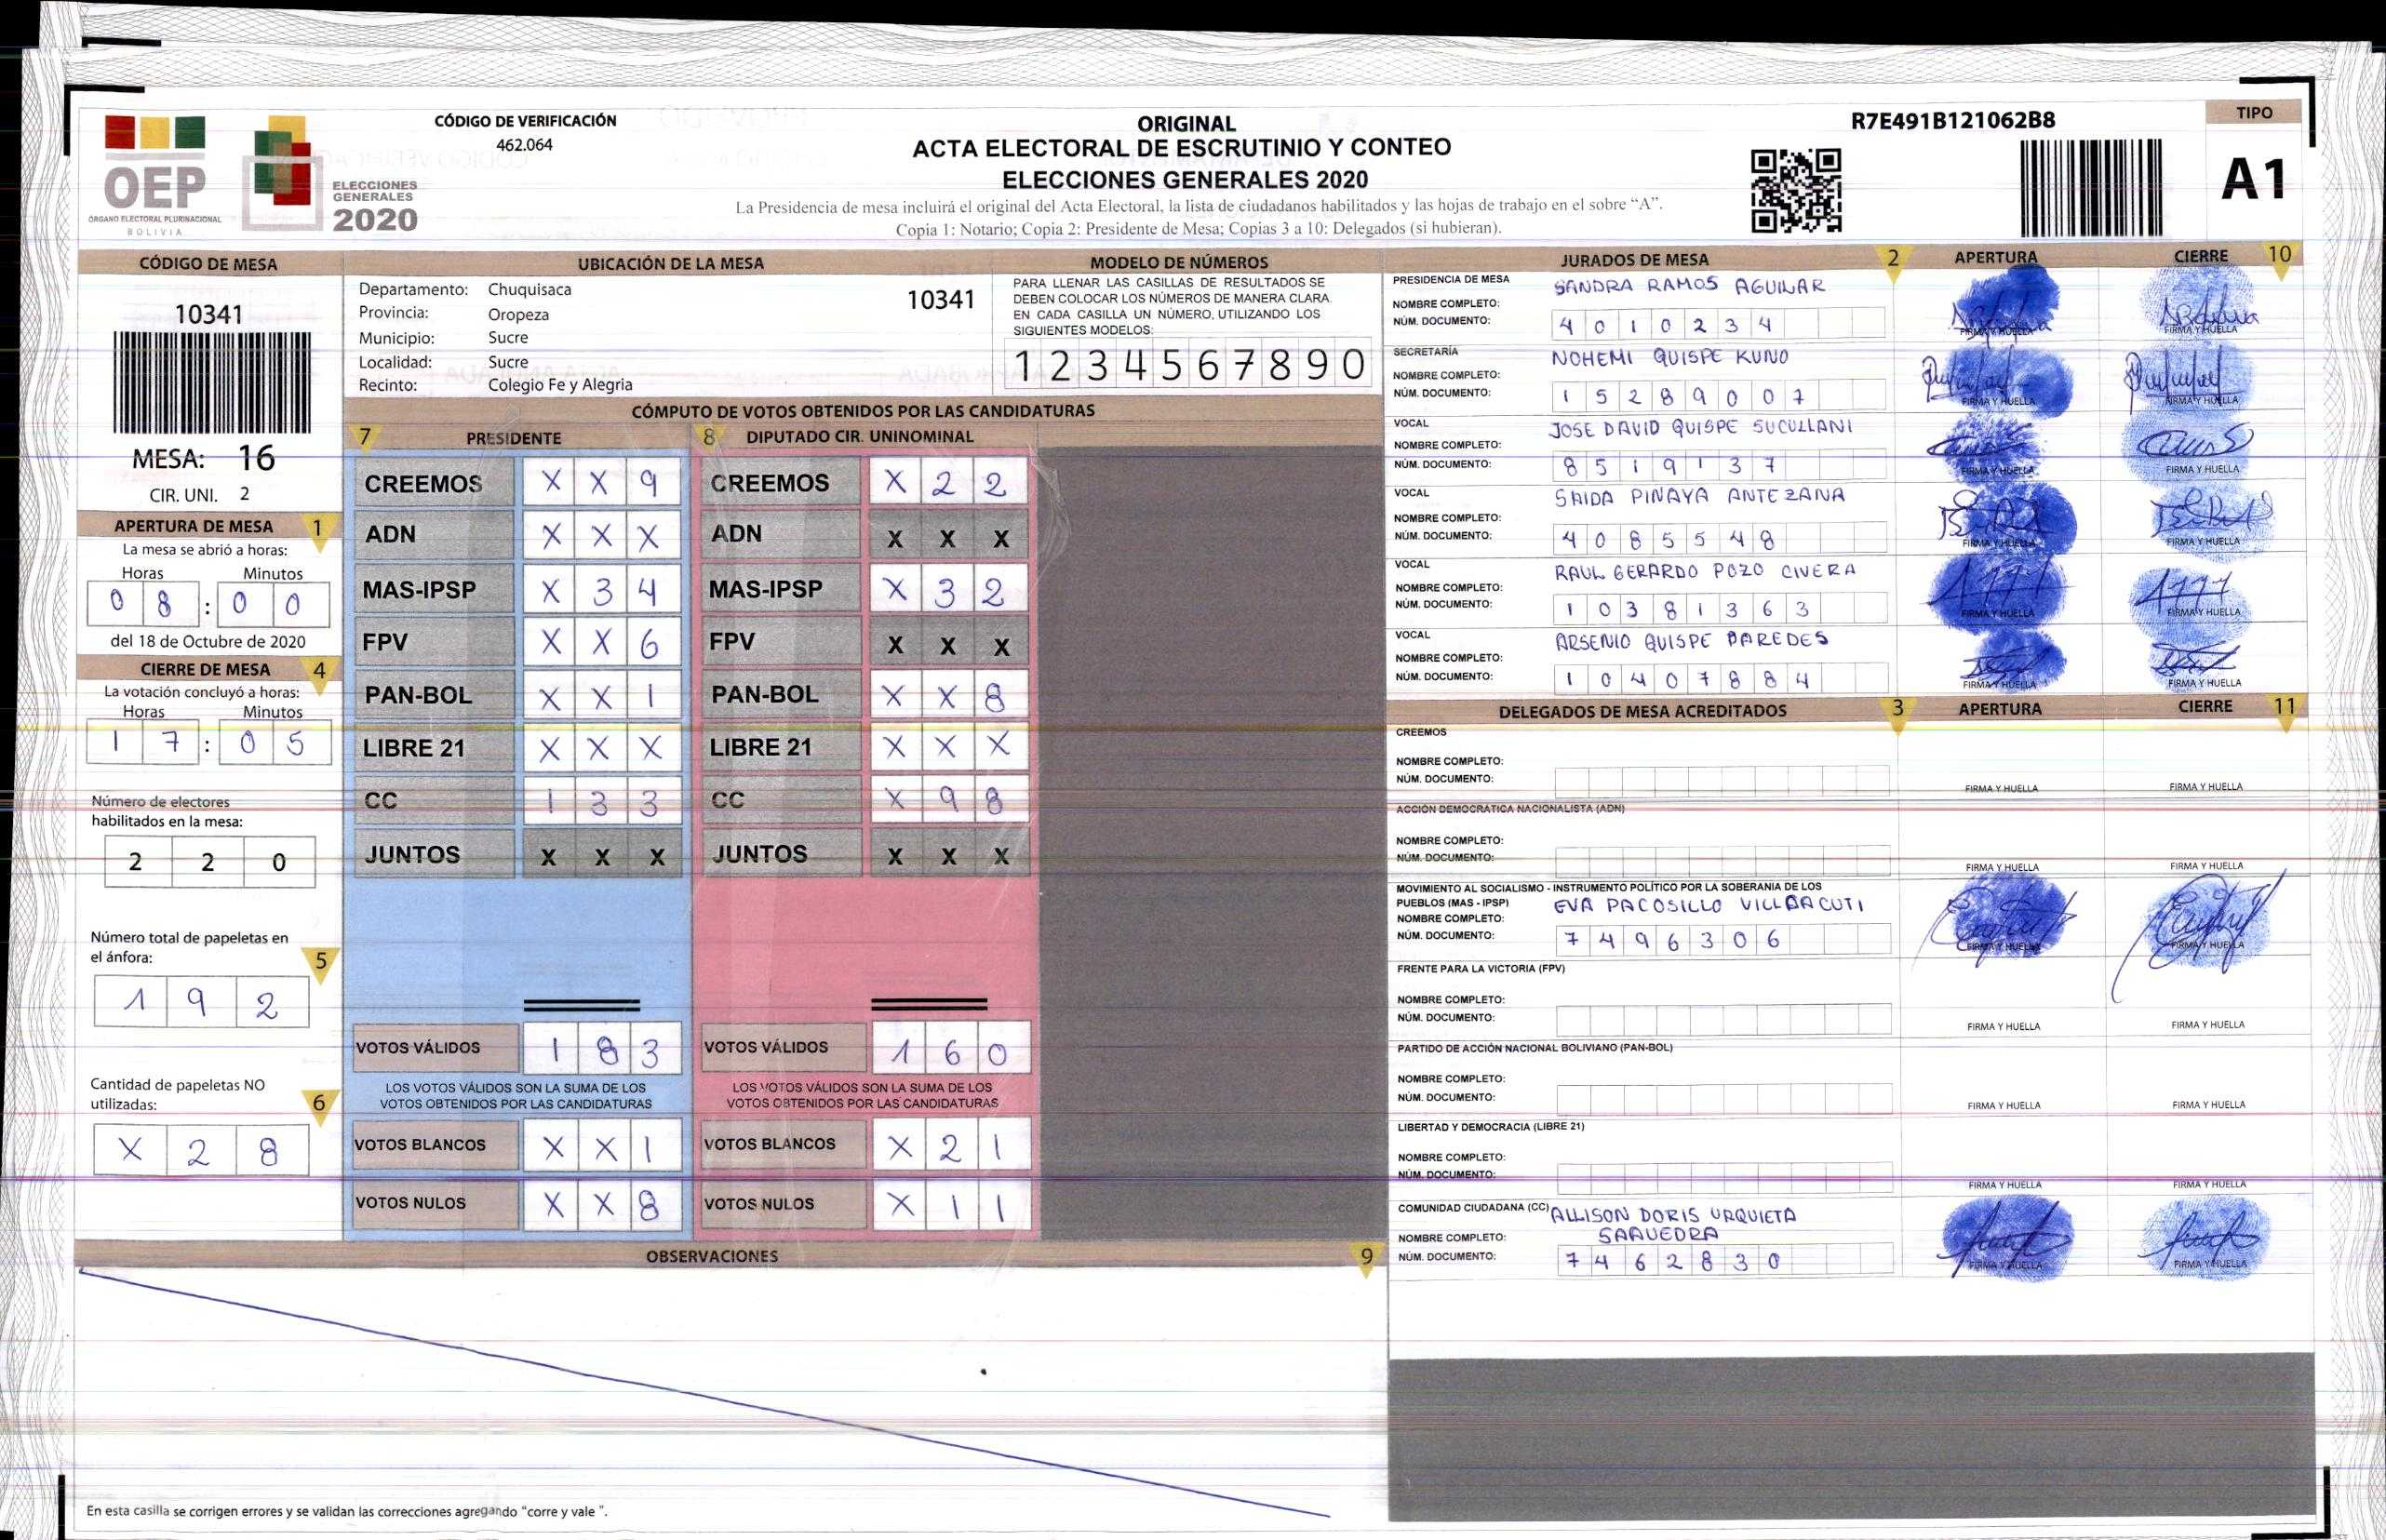 CÓDIGO DE VERIFICACIÓN
462.064
OEP
ÓRGANO ELECTORAL PLURINACIONAL
BOLIVIA
ELECCIONES
GENERALES
2020
ORIGINAL
ACTA ELECTORAL DE ESCRUTINIO Y CONTEO
ELECCIONES GENERALES 2020
La Presidencia de mesa incluirá el original del Acta Electoral, la lista de ciudadanos habilitados y las hojas de trabajo en el sobre “A”.
Copia 1: Notario; Copia 2: Presidente de Mesa; Copias 3 a 10: Delegados (si hubieran).
R7E491B121062B8
TIPO
A1
CÓDIGO DE MESA
10341
MESA: 16
CIR. UNI. 2
APERTURA DE MESA 1
La mesa se abrió a horas:
Horas Minutos
0 8 : 0 0
del 18 de Octubre de 2020
CIERRE DE MESA 4
La votación concluyó a horas:
Horas Minutos
1 7 : 0 5
Número de electores
habilitados en la mesa:
2 2 0
Número total de papeletas en
el ánfora: 5
1 9 2
Cantidad de papeletas NO
utilizadas: 6
X 2 8
UBICACIÓN DE LA MESA
Departamento: Chuquisaca 10341
Provincia: Oropeza
Municipio: Sucre
Localidad: Sucre
Recinto: Colegio Fe y Alegria
MODELO DE NÚMEROS
PARA LLENAR LAS CASILLAS DE RESULTADOS SE
DEBEN COLOCAR LOS NÚMEROS DE MANERA CLARA.
EN CADA CASILLA UN NÚMERO, UTILIZANDO LOS
SIGUIENTES MODELOS:
1 2 3 4 5 6 7 8 9 0
CÓMPUTO DE VOTOS OBTENIDOS POR LAS CANDIDATURAS
7 PRESIDENTE
CREEMOS X X 9
ADN X X X
MAS-IPSP X 3 4
FPV X X 6
PAN-BOL X X 1
LIBRE 21 X X X
CC 1 3 3
JUNTOS X X X
VOTOS VÁLIDOS 1 8 3
LOS VOTOS VÁLIDOS SON LA SUMA DE LOS
VOTOS OBTENIDOS POR LAS CANDIDATURAS
VOTOS BLANCOS X X 1
VOTOS NULOS X X 8
8 DIPUTADO CIR. UNINOMINAL
CREEMOS X 2 2
ADN X X X
MAS-IPSP X 3 2
FPV X X X
PAN-BOL X X 8
LIBRE 21 X X X
CC X 9 8
JUNTOS X X X
VOTOS VÁLIDOS 1 6 0
LOS VOTOS VÁLIDOS SON LA SUMA DE LOS
VOTOS OBTENIDOS POR LAS CANDIDATURAS
VOTOS BLANCOS X 2 1
VOTOS NULOS X 1 1
OBSERVACIONES 9
En esta casilla se corrigen errores y se validan las correcciones agregando “corre y vale ”.
JURADOS DE MESA 2 APERTURA CIERRE 10
PRESIDENCIA DE MESA
NOMBRE COMPLETO: SANDRA RAMOS AGUILAR
NÚM. DOCUMENTO: 4 0 1 0 2 3 4
FIRMA Y HUELLA FIRMA Y HUELLA
SECRETARÍA
NOMBRE COMPLETO: NOHEMI QUISPE KUNO
NÚM. DOCUMENTO: 1 5 2 8 9 0 0 7
FIRMA Y HUELLA FIRMA Y HUELLA
VOCAL
NOMBRE COMPLETO: JOSE DAVID QUISPE SUCULLANI
NÚM. DOCUMENTO: 8 5 1 9 1 3 7
FIRMA Y HUELLA FIRMA Y HUELLA
VOCAL
NOMBRE COMPLETO: SAIDA PINAYA ANTEZANA
NÚM. DOCUMENTO: 4 0 8 5 5 4 8
FIRMA Y HUELLA FIRMA Y HUELLA
VOCAL
NOMBRE COMPLETO: RAUL GERARDO POZO CIVERA
NÚM. DOCUMENTO: 1 0 3 8 1 3 6 3
FIRMA Y HUELLA FIRMA Y HUELLA
VOCAL
NOMBRE COMPLETO: ARSENIO QUISPE PAREDES
NÚM. DOCUMENTO: 1 0 4 0 7 8 8 4
FIRMA Y HUELLA FIRMA Y HUELLA
DELEGADOS DE MESA ACREDITADOS 3 APERTURA CIERRE 11
CREEMOS
NOMBRE COMPLETO:
NÚM. DOCUMENTO:
FIRMA Y HUELLA FIRMA Y HUELLA
ACCIÓN DEMOCRATICA NACIONALISTA (ADN)
NOMBRE COMPLETO:
NÚM. DOCUMENTO:
FIRMA Y HUELLA FIRMA Y HUELLA
MOVIMIENTO AL SOCIALISMO - INSTRUMENTO POLÍTICO POR LA SOBERANIA DE LOS
PUEBLOS (MAS - IPSP)
NOMBRE COMPLETO: EVA PACOSILLO VILLBACUTI
NÚM. DOCUMENTO: 7 4 9 6 3 0 6
FIRMA Y HUELLA FIRMA Y HUELLA
FRENTE PARA LA VICTORIA (FPV)
NOMBRE COMPLETO:
NÚM. DOCUMENTO:
FIRMA Y HUELLA FIRMA Y HUELLA
PARTIDO DE ACCIÓN NACIONAL BOLIVIANO (PAN-BOL)
NOMBRE COMPLETO:
NÚM. DOCUMENTO:
FIRMA Y HUELLA FIRMA Y HUELLA
LIBERTAD Y DEMOCRACIA (LIBRE 21)
NOMBRE COMPLETO:
NÚM. DOCUMENTO:
FIRMA Y HUELLA FIRMA Y HUELLA
COMUNIDAD CIUDADANA (CC) ALLISON DORIS URQUIETA
NOMBRE COMPLETO: SAAVEDRA
NÚM. DOCUMENTO: 7 4 6 2 8 3 0
FIRMA Y HUELLA FIRMA Y HUELLA